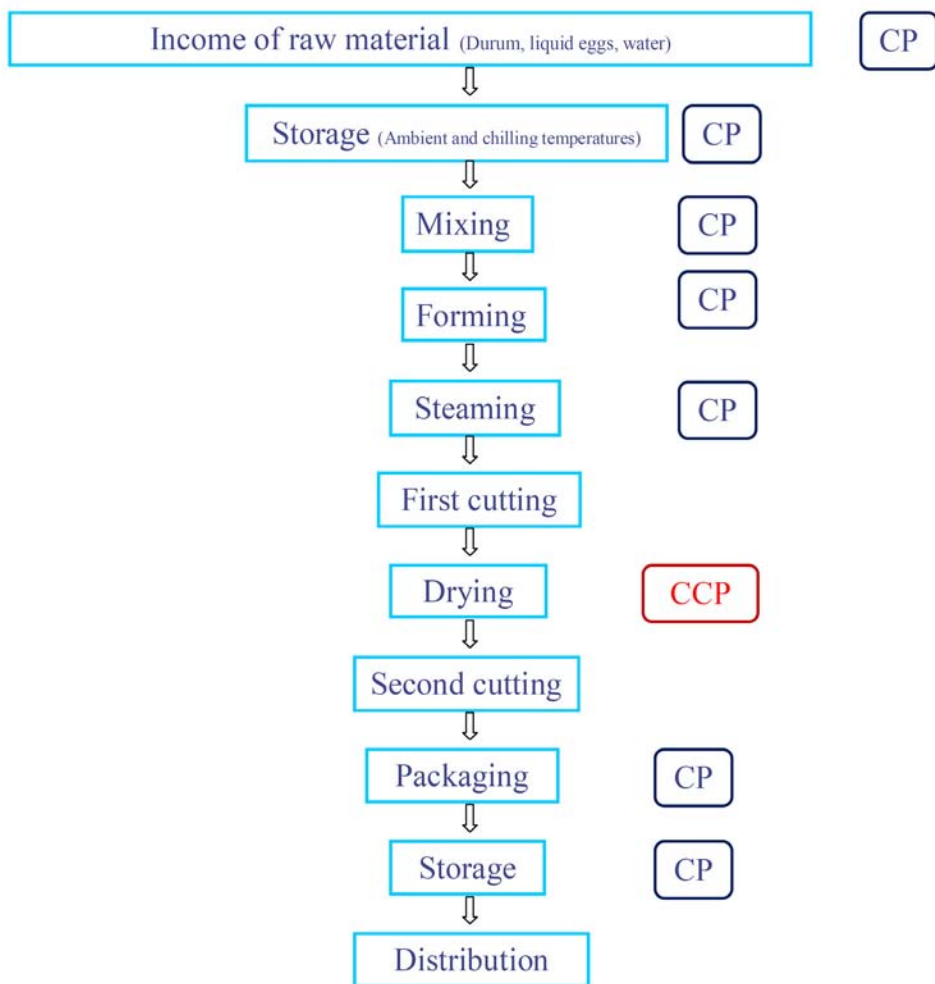 Income of raw material (Durum, liquid eggs, water) CP
Storage (Ambient and chilling temperatures) CP
Mixing CP
Forming CP
Steaming CP
First cutting
Drying CCP
Second cutting
Packaging CP
Storage CP
Distribution